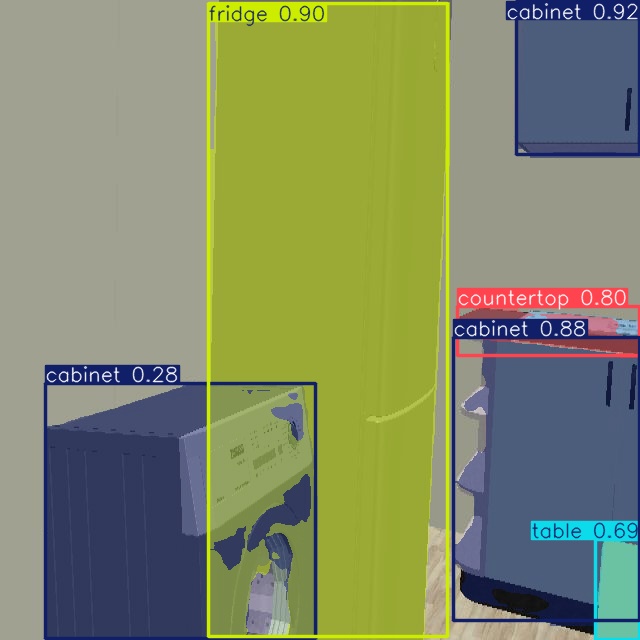 fridge 0.90
cabinet 0.92
countertop 0.80
cabinet 0.88
cabinet 0.28
table 0.69